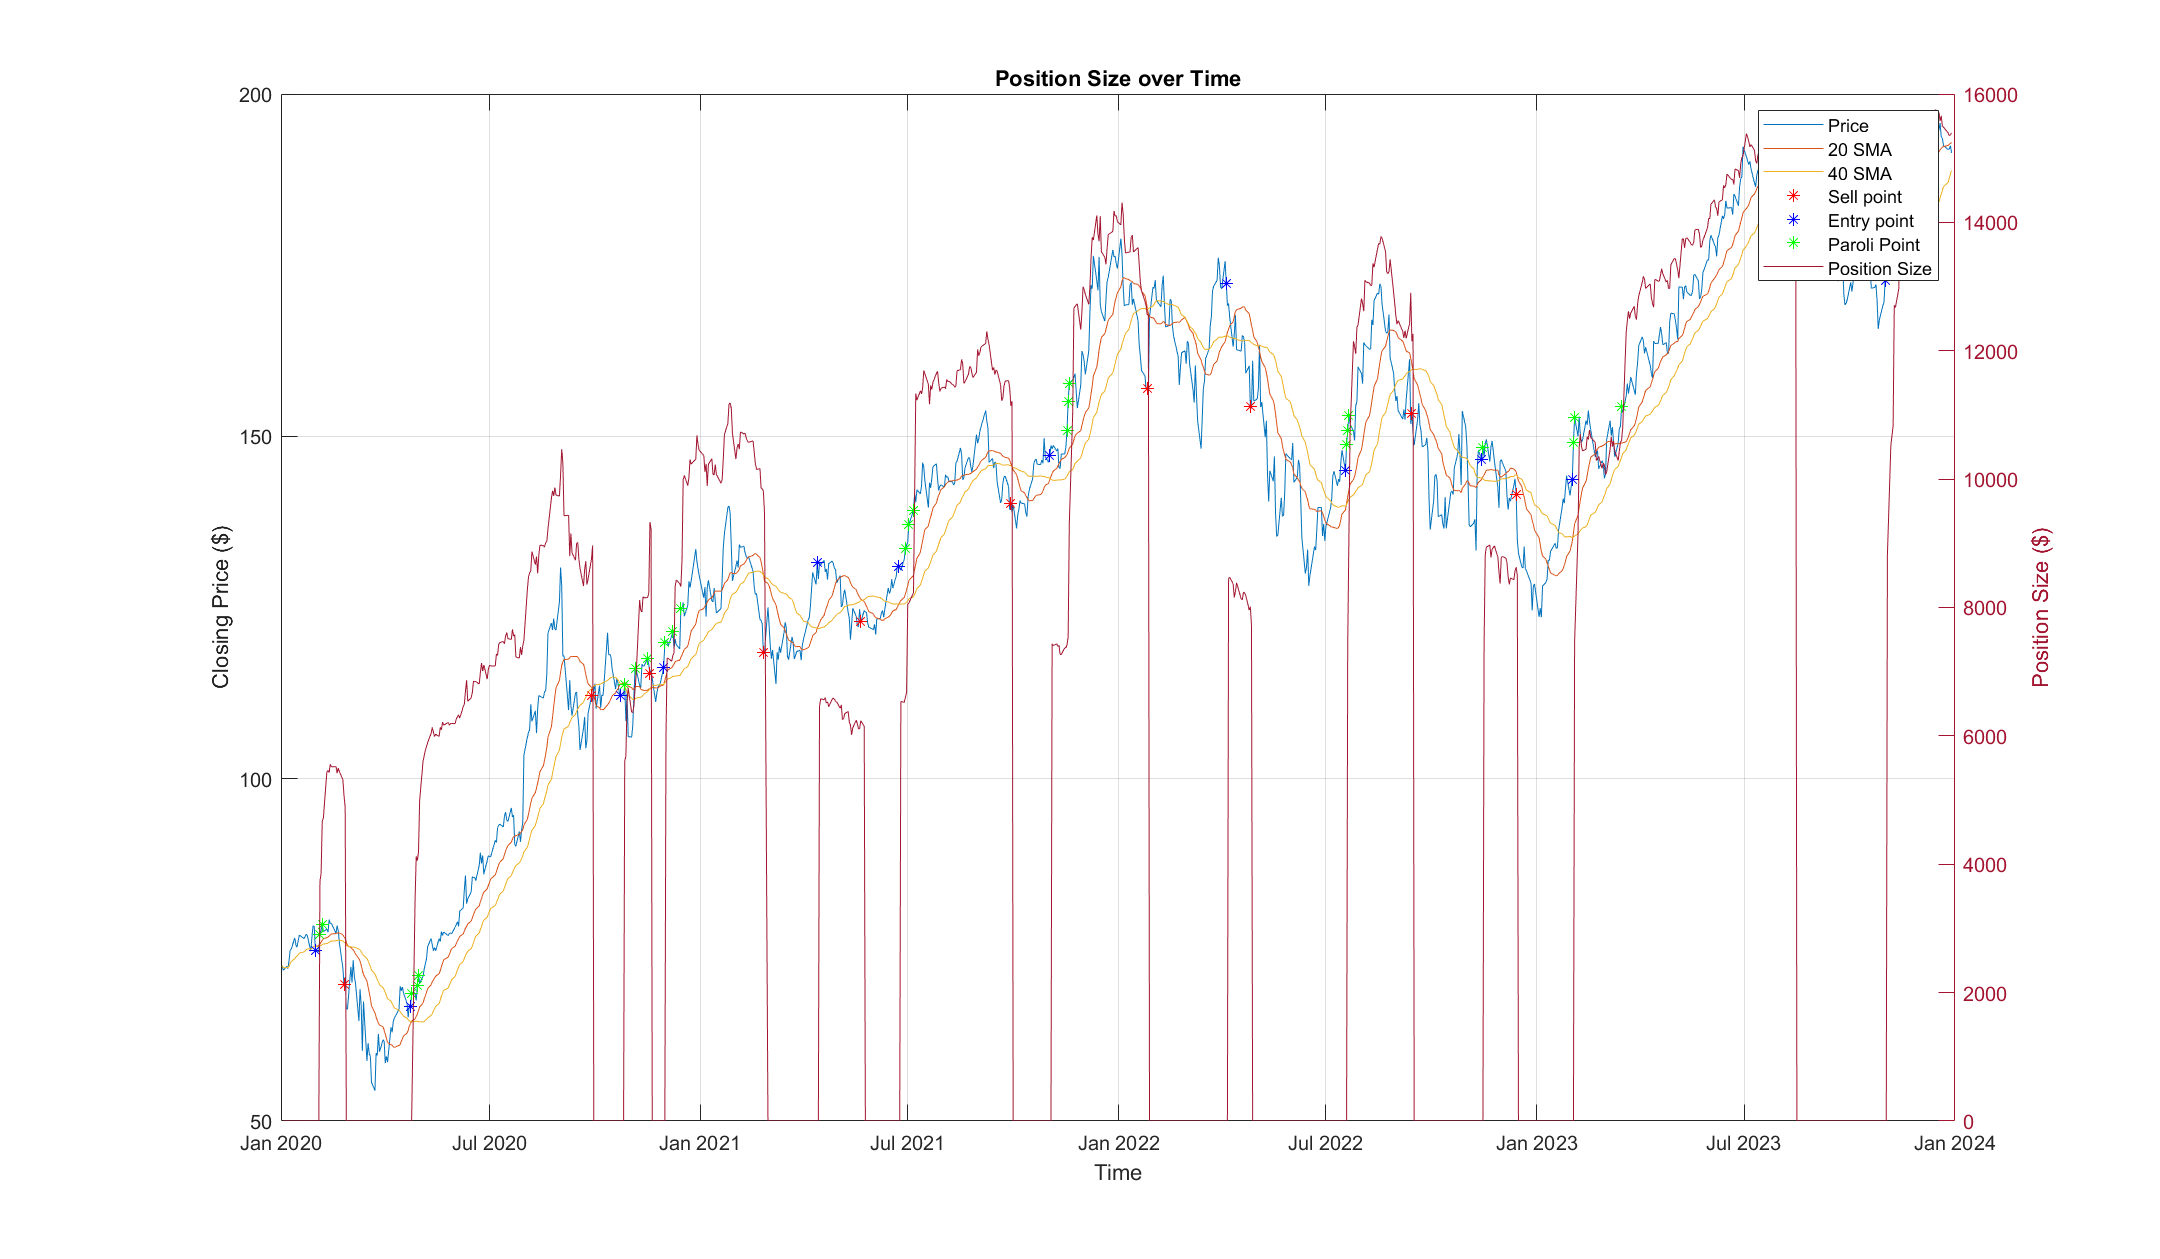 Position Size over Time
200
150
100
50
Closing Price ($)
16000
14000
12000
10000
8000
6000
4000
2000
0
Position Size ($)
Price
20 SMA
40 SMA
Sell point
Entry point
Paroli Point
Position Size
Jan 2020
Jul 2020
Jan 2021
Jul 2021
Jan 2022
Jul 2022
Jan 2023
Jul 2023
Jan 2024
Time